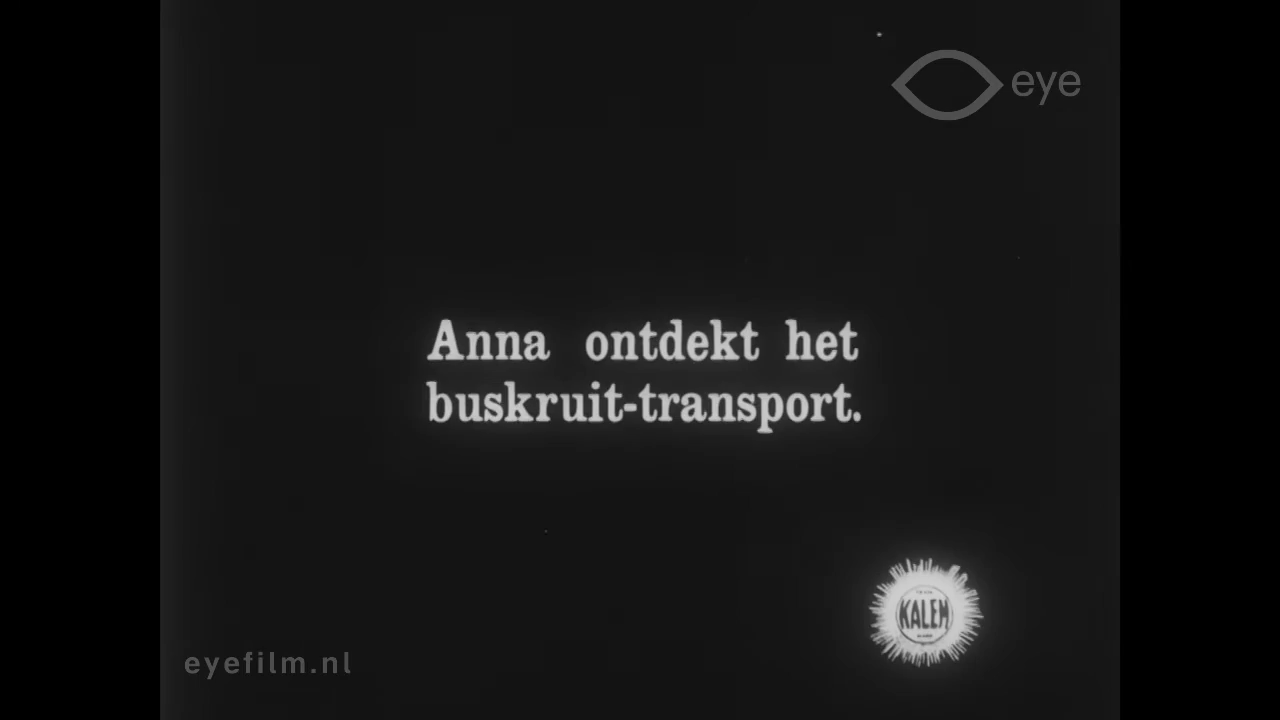 eye
Anna ontdekt het
buskruit-transport.
KALEM
eyefilm.nl